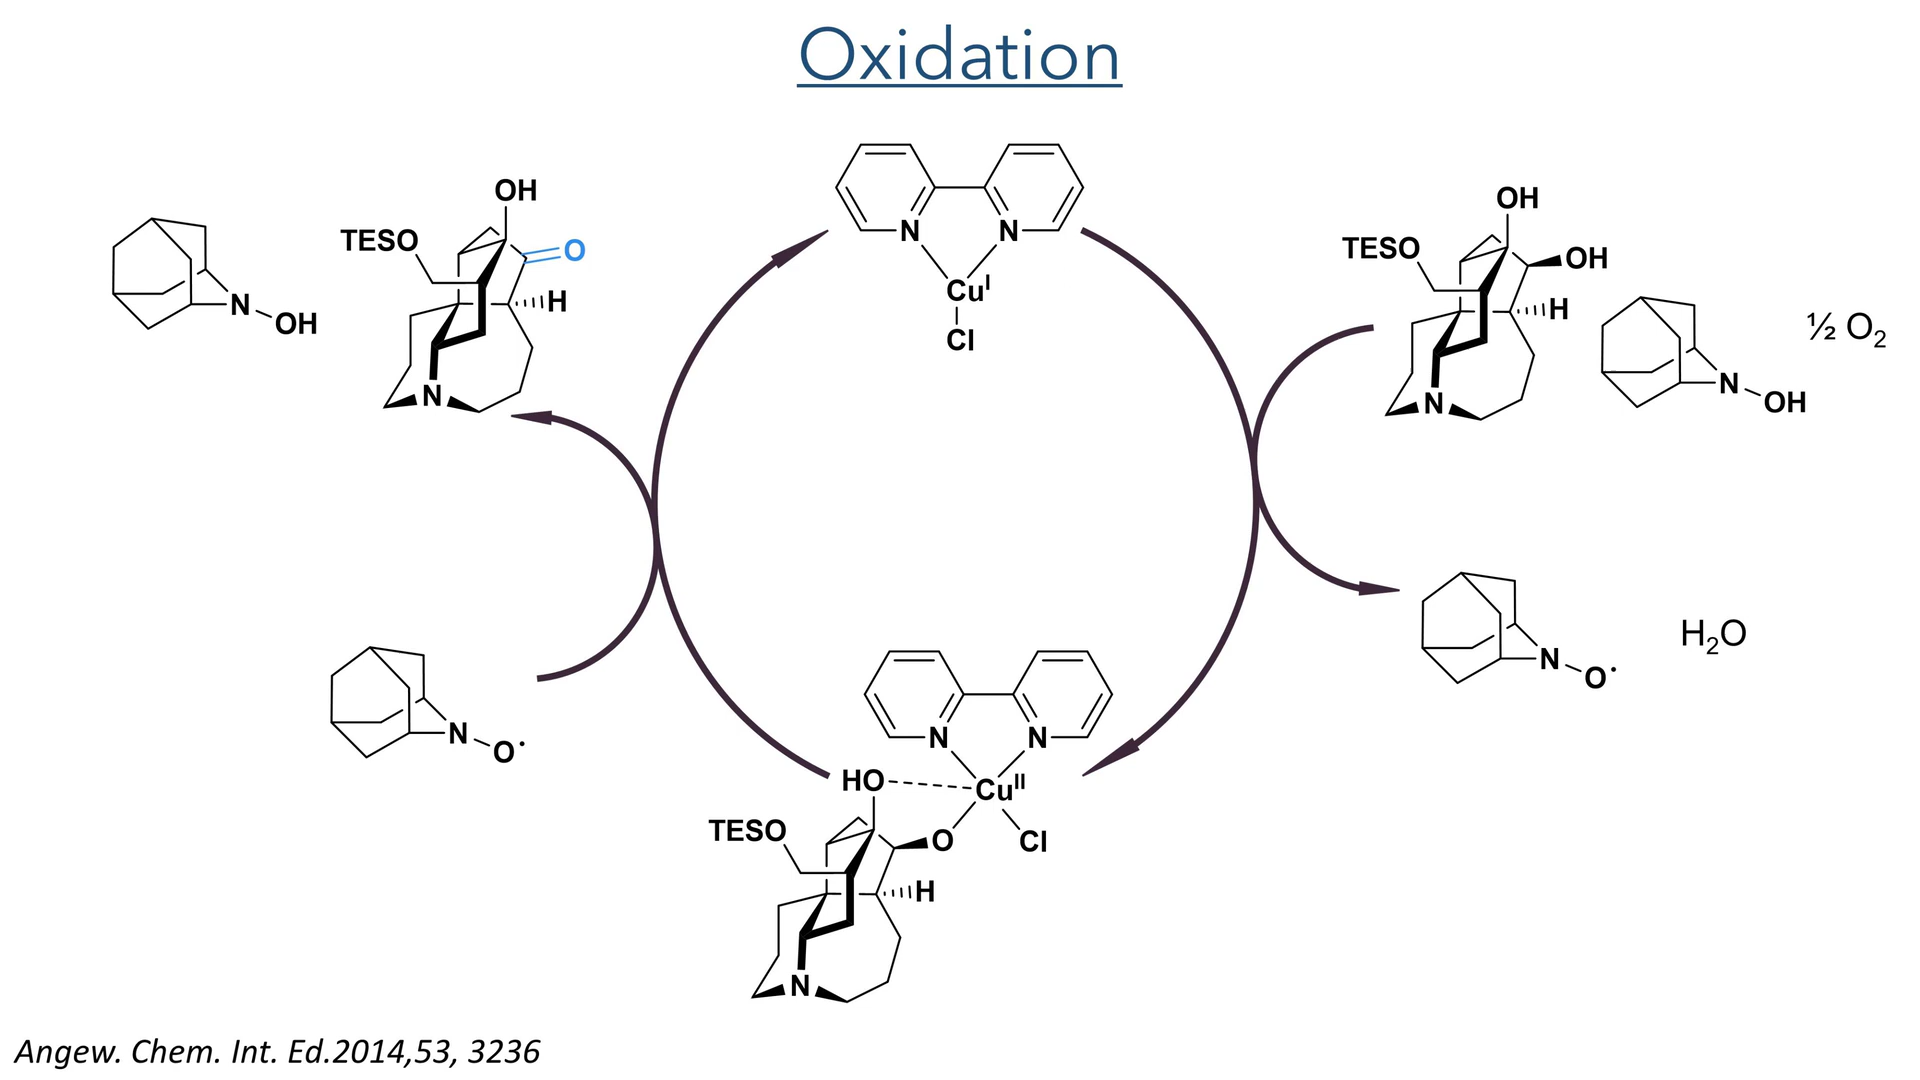 Oxidation
OH
TESO
O
H
N
N
OH
N
N
Cu^I
Cl
OH
TESO
OH
H
N
N
OH
½ O₂
N
O·
N
O·
H₂O
N
N
HO
Cu^II
TESO
O
Cl
H
N
Angew. Chem. Int. Ed.2014,53, 3236